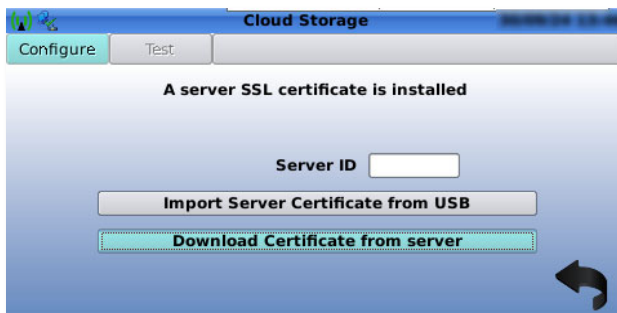 Cloud Storage
Configure Test
A server SSL certificate is installed
Server ID
Import Server Certificate from USB
Download Certificate from server